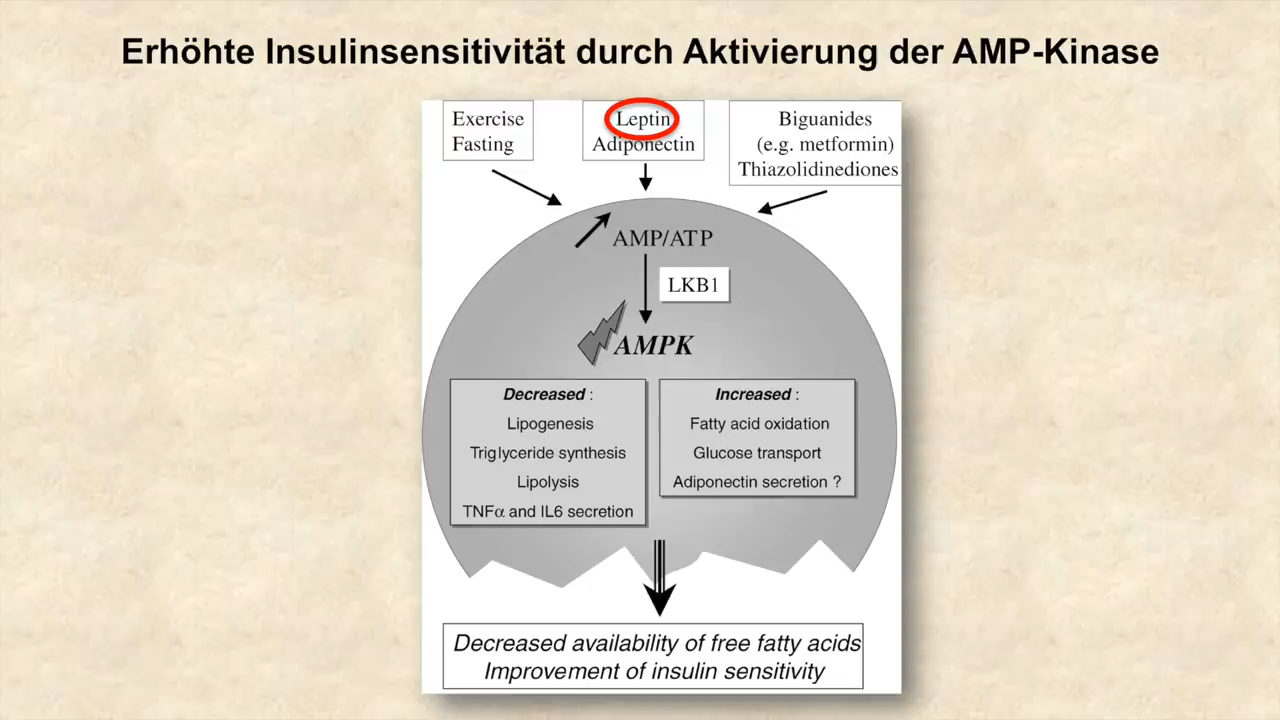 Erhöhte Insulinsensitivität durch Aktivierung der AMP-Kinase
Exercise
Fasting
Leptin
Adiponectin
Biguanides
(e.g. metformin)
Thiazolidinediones
AMP/ATP
LKB1
AMPK
Decreased :
Lipogenesis
Triglyceride synthesis
Lipolysis
TNFα and IL6 secretion
Increased :
Fatty acid oxidation
Glucose transport
Adiponectin secretion ?
Decreased availability of free fatty acids
Improvement of insulin sensitivity